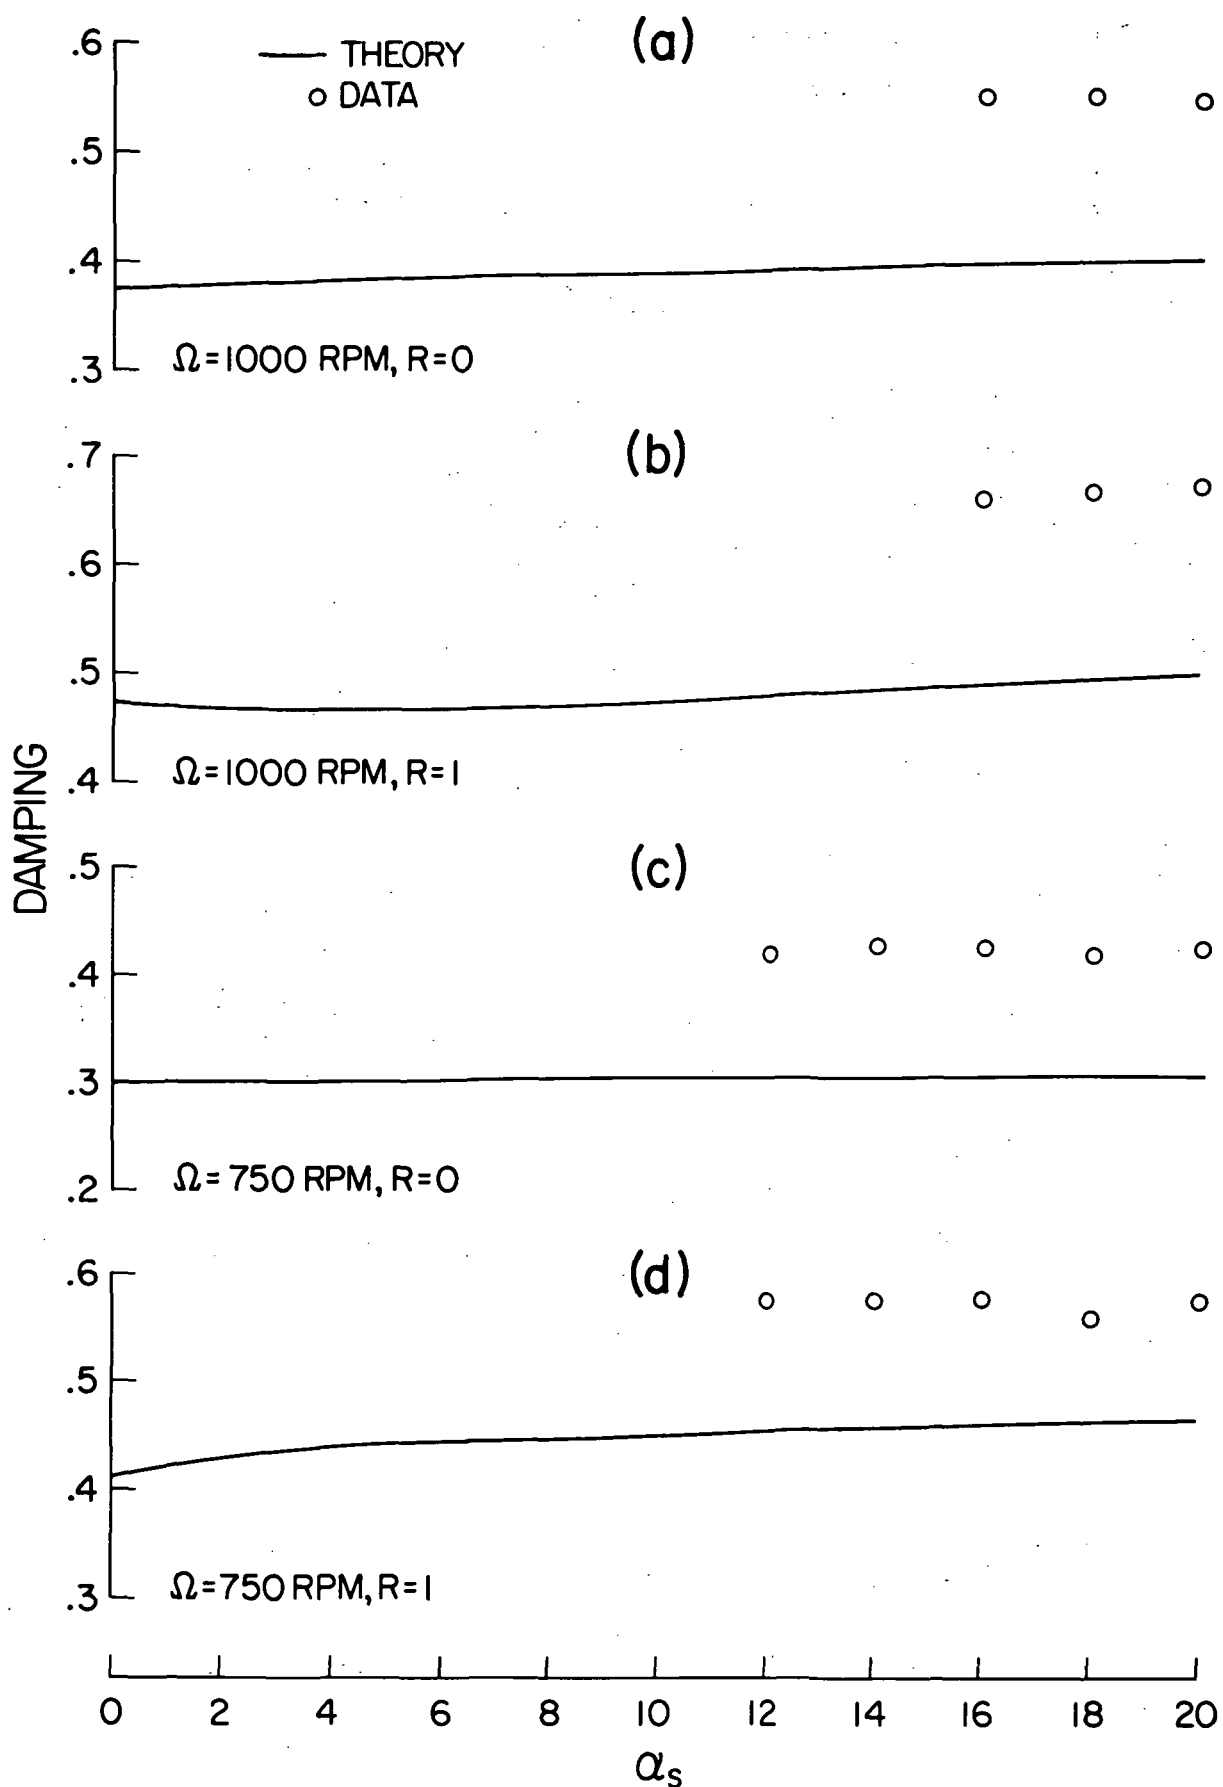 (a)
THEORY
DATA
.6
.5
.4
.3
Ω=1000 RPM, R=0
(b)
.7
.6
.5
.4
Ω=1000 RPM, R=1
DAMPING
(c)
.5
.4
.3
.2
Ω=750 RPM, R=0
(d)
.6
.5
.4
.3
Ω=750 RPM, R=1
0 2 4 6 8 10 12 14 16 18 20
αs